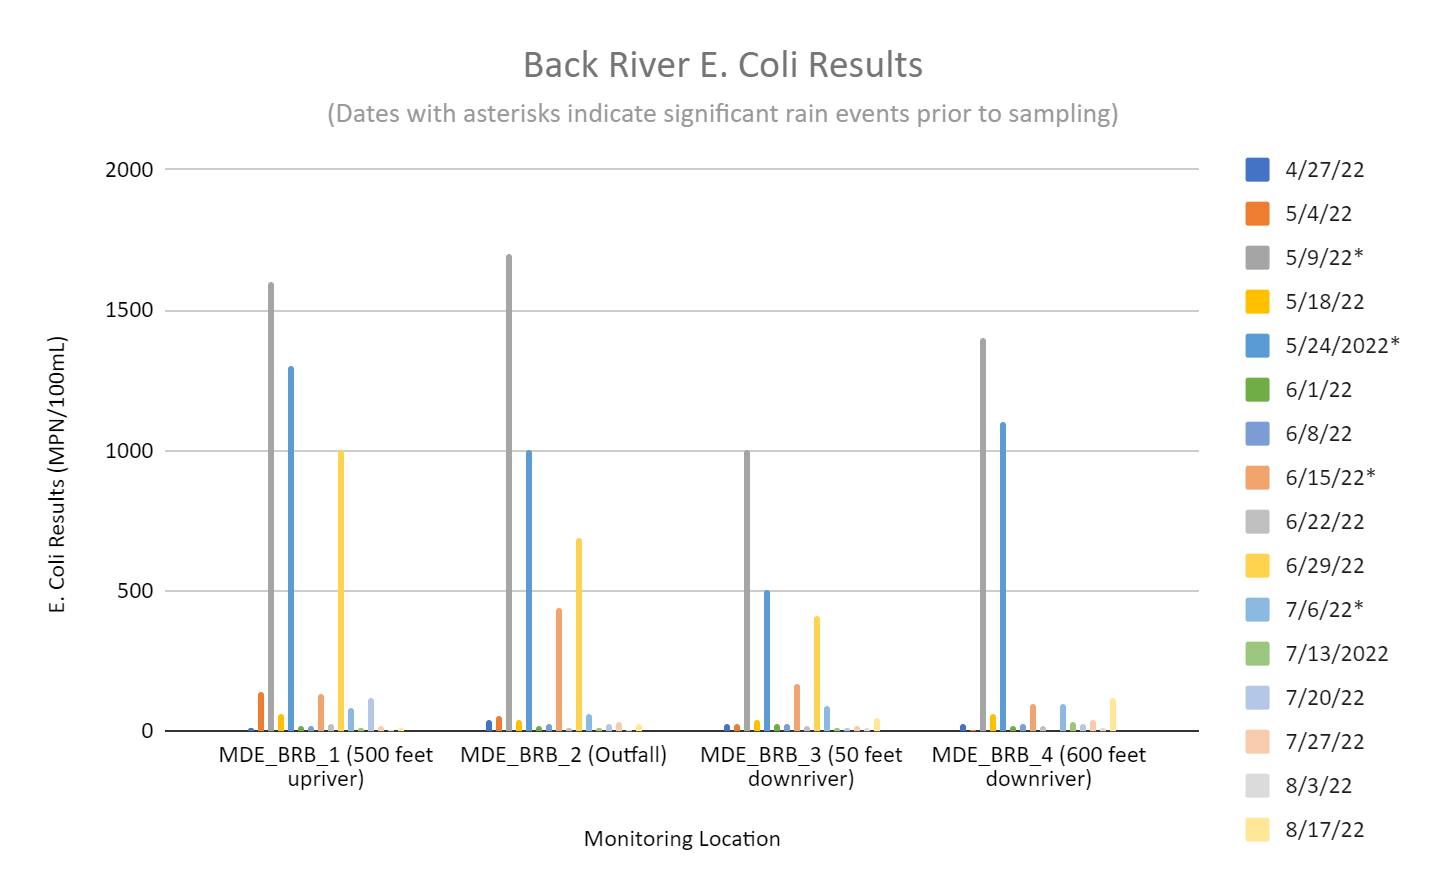 Back River E. Coli Results
(Dates with asterisks indicate significant rain events prior to sampling)
E. Coli Results (MPN/100mL)
2000
1500
1000
500
0
MDE_BRB_1 (500 feet
upriver)
MDE_BRB_2 (Outfall)
MDE_BRB_3 (50 feet
downriver)
MDE_BRB_4 (600 feet
downriver)
Monitoring Location
4/27/22
5/4/22
5/9/22*
5/18/22
5/24/2022*
6/1/22
6/8/22
6/15/22*
6/22/22
6/29/22
7/6/22*
7/13/2022
7/20/22
7/27/22
8/3/22
8/17/22